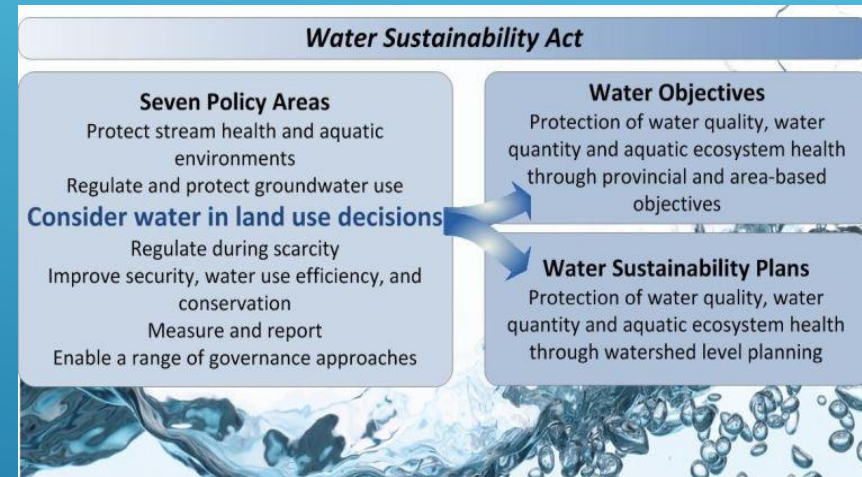 Water Sustainability Act
Seven Policy Areas
Protect stream health and aquatic
environments
Regulate and protect groundwater use
Consider water in land use decisions
Regulate during scarcity
Improve security, water use efficiency, and
conservation
Measure and report
Enable a range of governance approaches
Water Objectives
Protection of water quality, water
quantity and aquatic ecosystem health
through provincial and area-based
objectives
Water Sustainability Plans
Protection of water quality, water
quantity and aquatic ecosystem health
through watershed level planning